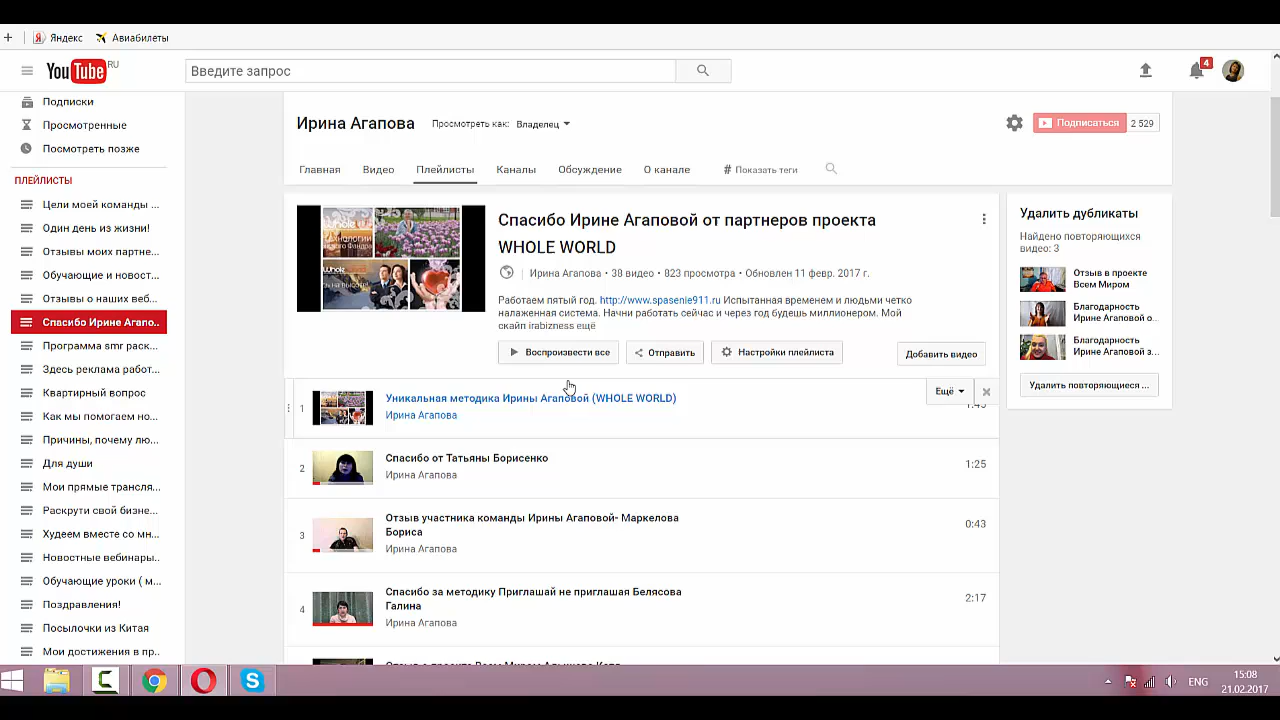 + Яндекс Авиабилеты
YouTube RU Введите запрос 4
Подписки
Просмотренные
Посмотреть позже
ПЛЕЙЛИСТЫ
Цели моей команды ...
Один день из жизни!
Отзывы моих партне...
Обучающие и новост...
Отзывы о наших веб...
Спасибо Ирине Агапо..
Программа smr раск...
Здесь реклама работ...
Квартирный вопрос
Как мы помогаем но...
Причины, почему лю...
Для души
Мои прямые трансля...
Раскрути свой бизне...
Худеем вместе со мн...
Новостные вебинары..
Обучающие уроки ( м...
Поздравления!
Посылочки из Китая
Мои достижения в пр..
Ирина Агапова Просмотреть как: Владелец Подписаться 2 529
Главная Видео Плейлисты Каналы Обсуждение О канале # Показать теги
Спасибо Ирине Агаповой от партнеров проекта
WHOLE WORLD
Ирина Агапова • 38 видео • 823 просмотра • Обновлен 11 февр. 2017 г.
Работаем пятый год. http://www.spasenie911.ru Испытанная временем и людьми четко
налаженная система. Начни работать сейчас и через год будешь миллионером. Мой
скайп irabizness ещё
Воспроизвести все Отправить Настройки плейлиста Добавить видео
1 Уникальная методика Ирины Агаповой (WHOLE WORLD) Ещё
Ирина Агапова
2 Спасибо от Татьяны Борисенко 1:25
Ирина Агапова
3 Отзыв участника команды Ирины Агаповой- Маркелова 0:43
Бориса
Ирина Агапова
4 Спасибо за методику Приглашай не приглашая Белясова 2:17
Галина
Ирина Агапова
Удалить дубликаты
Найдено повторяющихся
видео: 3
Отзыв в проекте
Всем Миром
Благодарность
Ирине Агаповой о...
Благодарность
Ирине Агаповой з...
Удалить повторяющиеся ...
ENG 15:08
21.02.2017